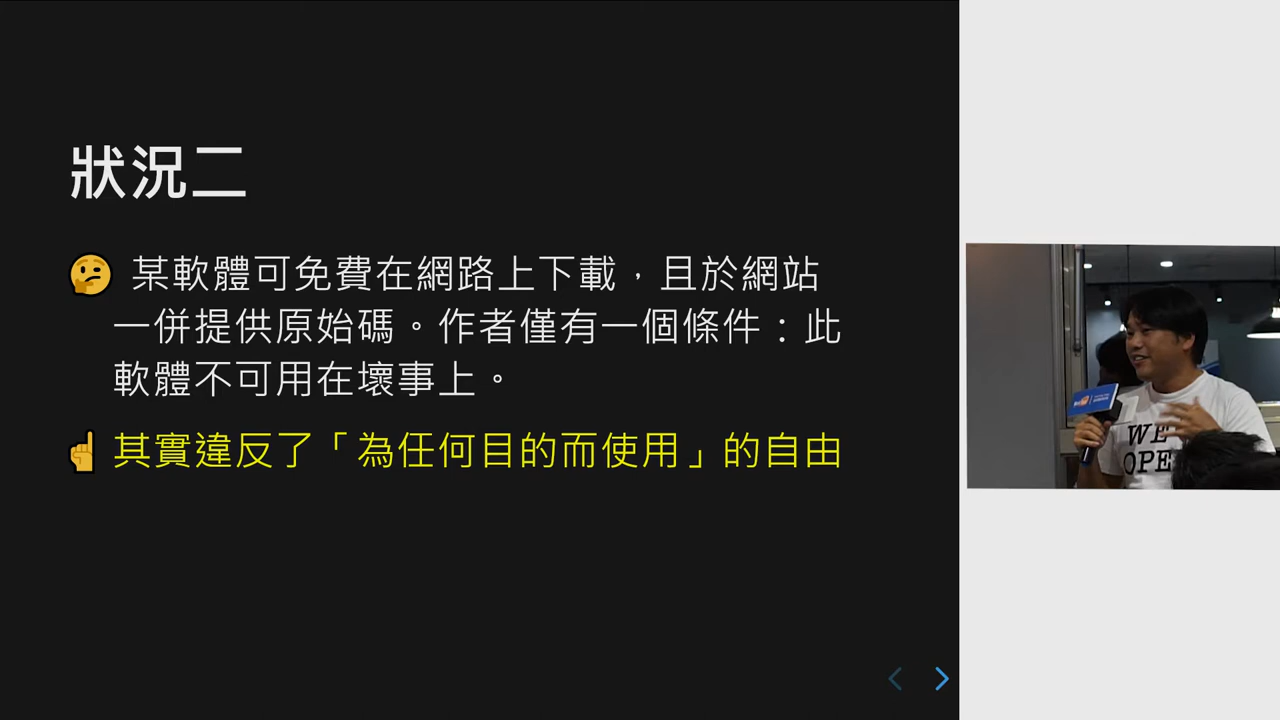 狀況二
🤔 某軟體可免費在網路上下載，且於網站
一併提供原始碼。作者僅有一個條件：此
軟體不可用在壞事上。
☝ 其實違反了「為任何目的而使用」的自由
WE
OPE